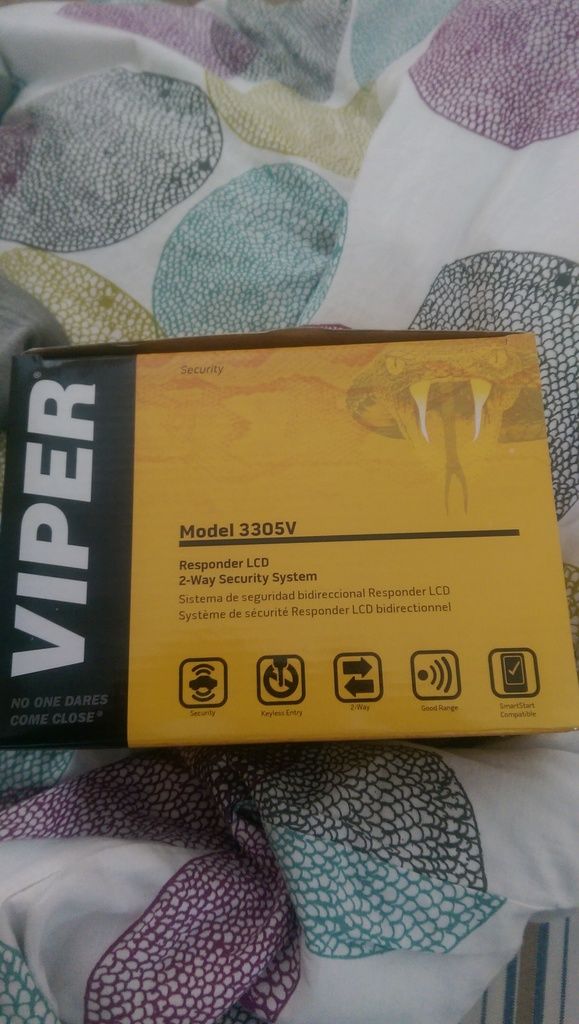 VIPER®
NO ONE DARES
COME CLOSE®
Security
Model 3305V
Responder LCD
2-Way Security System
Sistema de seguridad bidireccional Responder LCD
Système de sécurité Responder LCD bidirectionnel
Security
Keyless Entry
2-Way
Good Range
SmartStart
Compatible